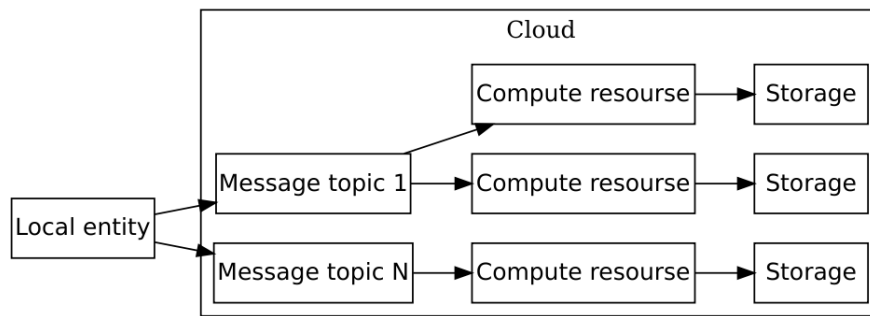 Cloud
Compute resourse
Storage
Message topic 1
Compute resourse
Storage
Local entity
Message topic N
Compute resourse
Storage